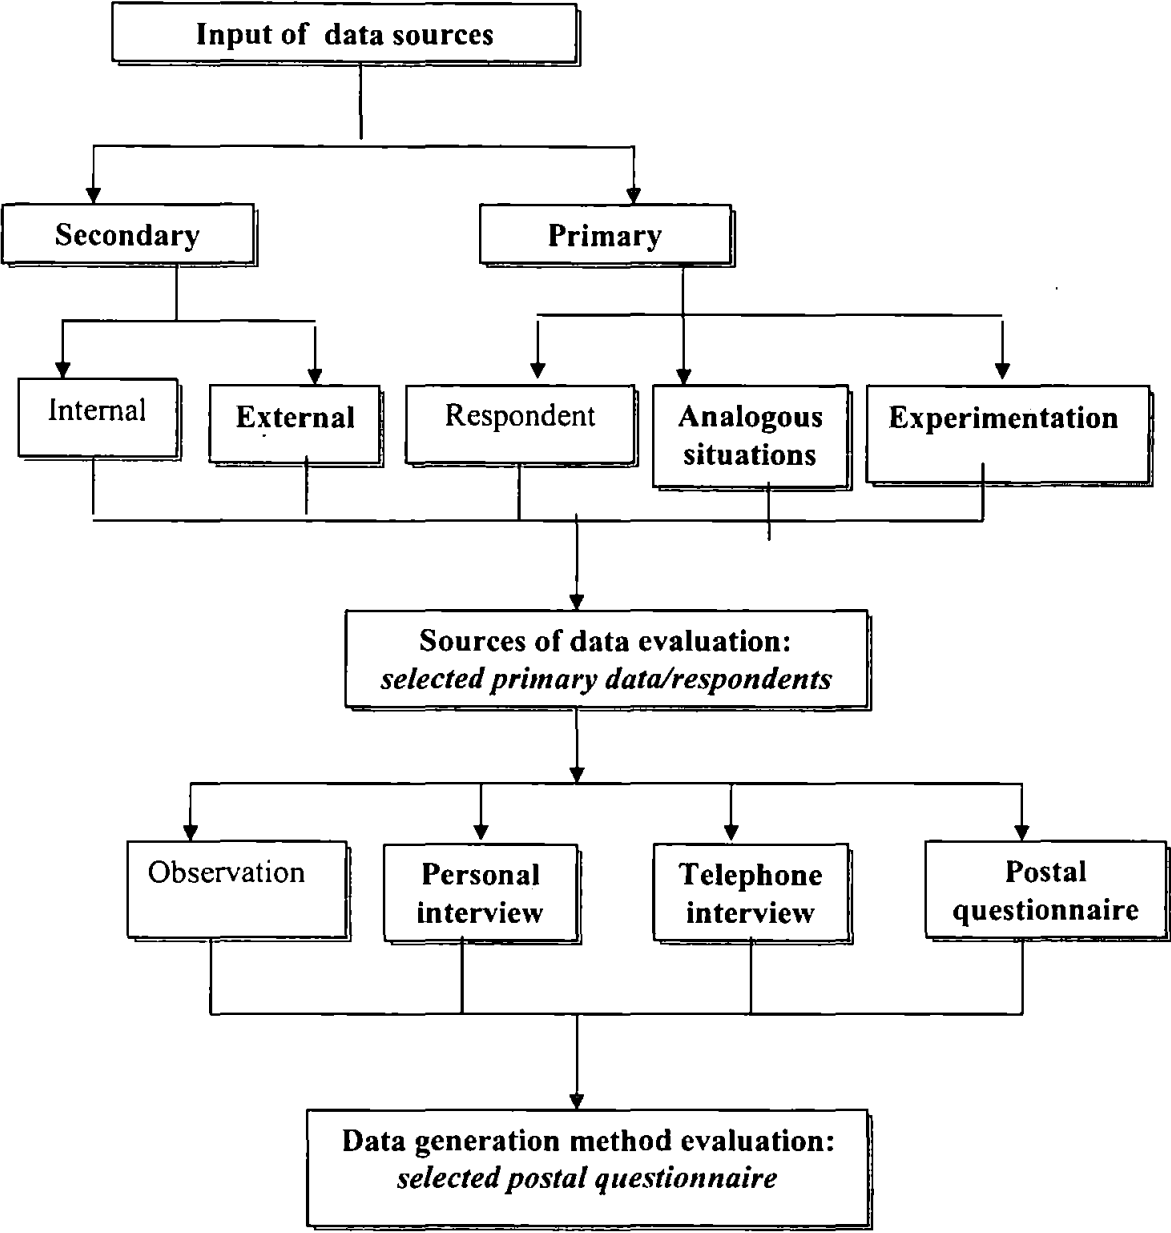 Input of data sources
Secondary
Primary
Internal
External
Respondent
Analogous
situations
Experimentation
Sources of data evaluation:
selected primary data/respondents
Observation
Personal
interview
Telephone
interview
Postal
questionnaire
Data generation method evaluation:
selected postal questionnaire